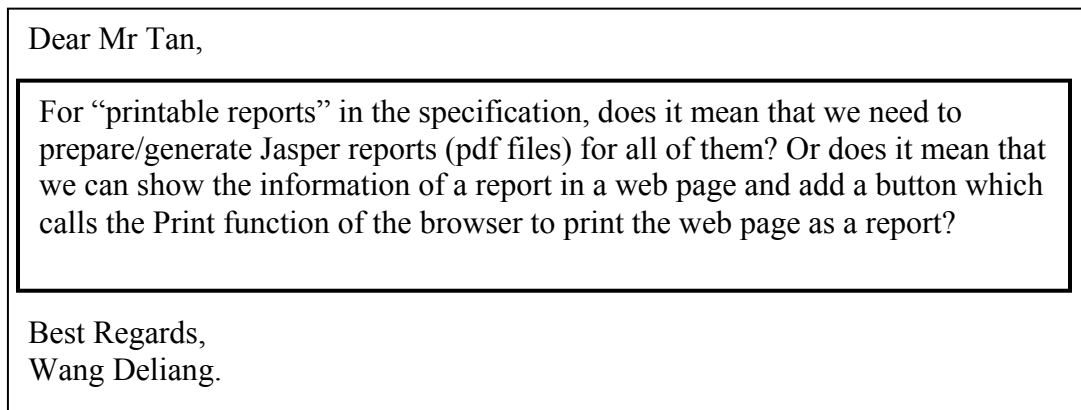 Dear Mr Tan,
For “printable reports” in the specification, does it mean that we need to
prepare/generate Jasper reports (pdf files) for all of them? Or does it mean that
we can show the information of a report in a web page and add a button which
calls the Print function of the browser to print the web page as a report?
Best Regards,
Wang Deliang.